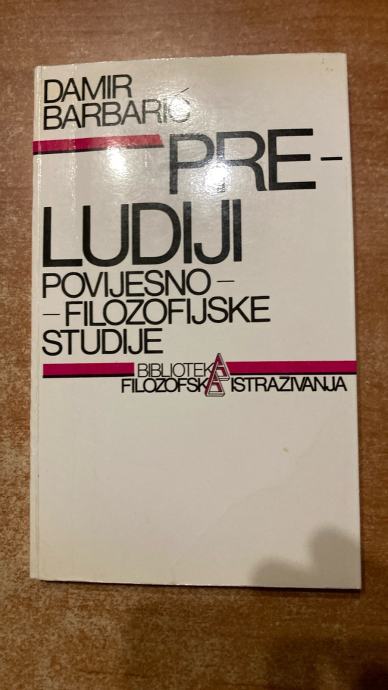 DAMIR
BARBARIĆ
PRE-
LUDIJI
POVIJESNO-
-FILOZOFIJSKE
STUDIJE
BIBLIOTEKA
FILOZOFSKA ISTRAŽIVANJA